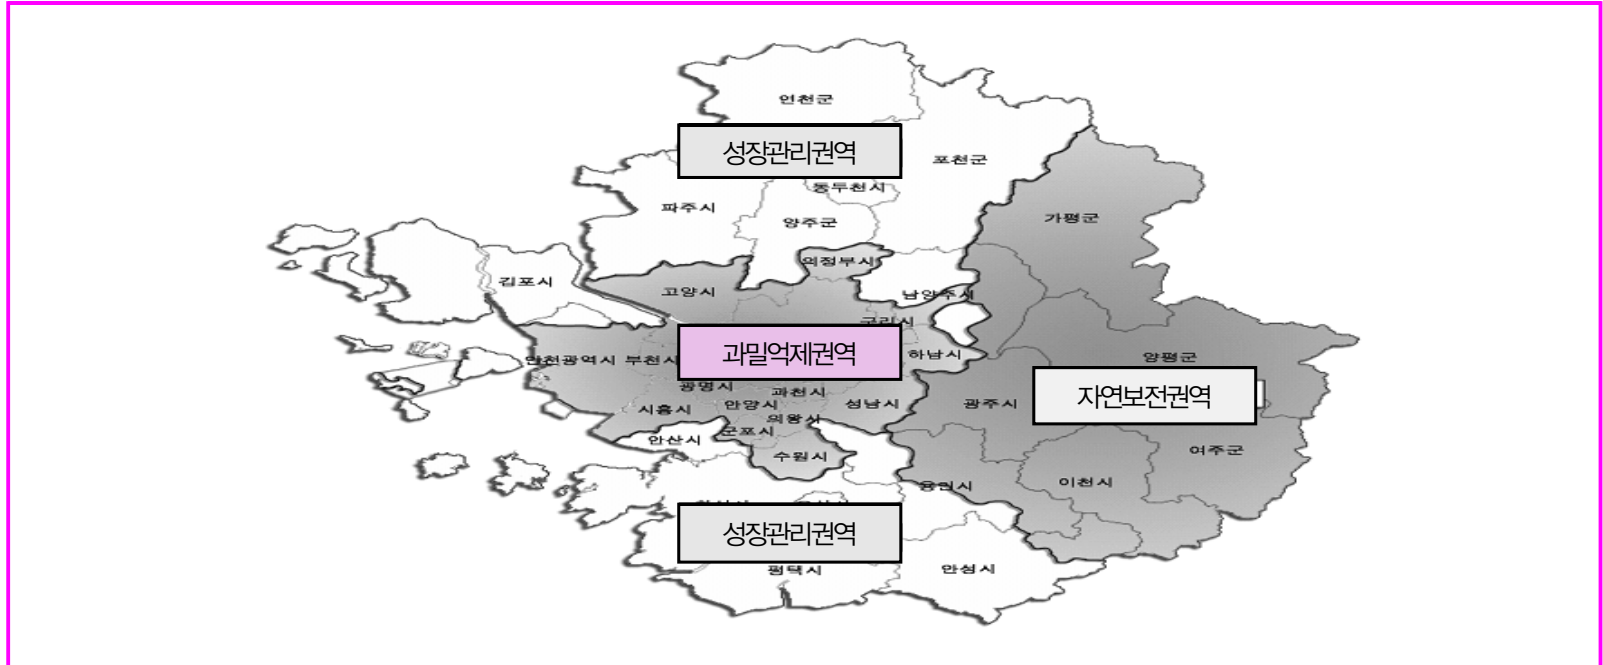 연천군
성장관리권역
포천군
동두천시
파주시
양주군
가평군
의정부시
김포시
고양시
남양주시
구리시
인천광역시 부천시
과밀억제권역
하남시
양평군
광명시
과천시
자연보전권역
시흥시
안양시
성남시
광주시
의왕시
안산시
군포시
수원시
여주군
용인시
이천시
성장관리권역
평택시
안성시